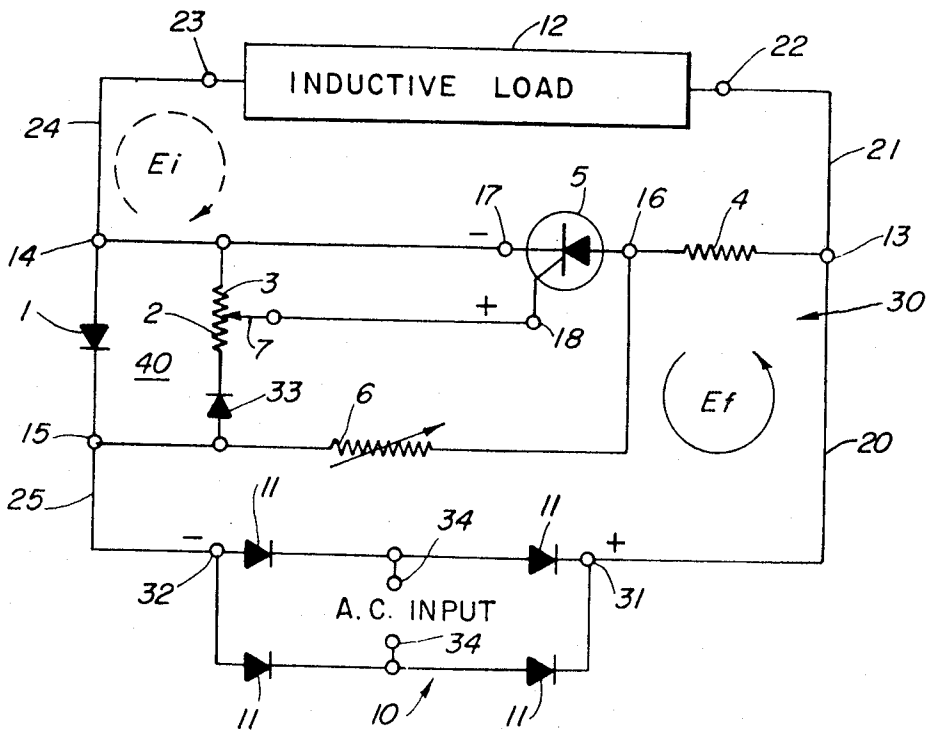 23 12 22
INDUCTIVE LOAD
24 Ei 21
17 5 16 4
14 − 13
3
1 2 + 30
7 18
40
33 6 Ef
15 20
25 11 34 11
− +
32 31
A.C. INPUT
34
11 10 11